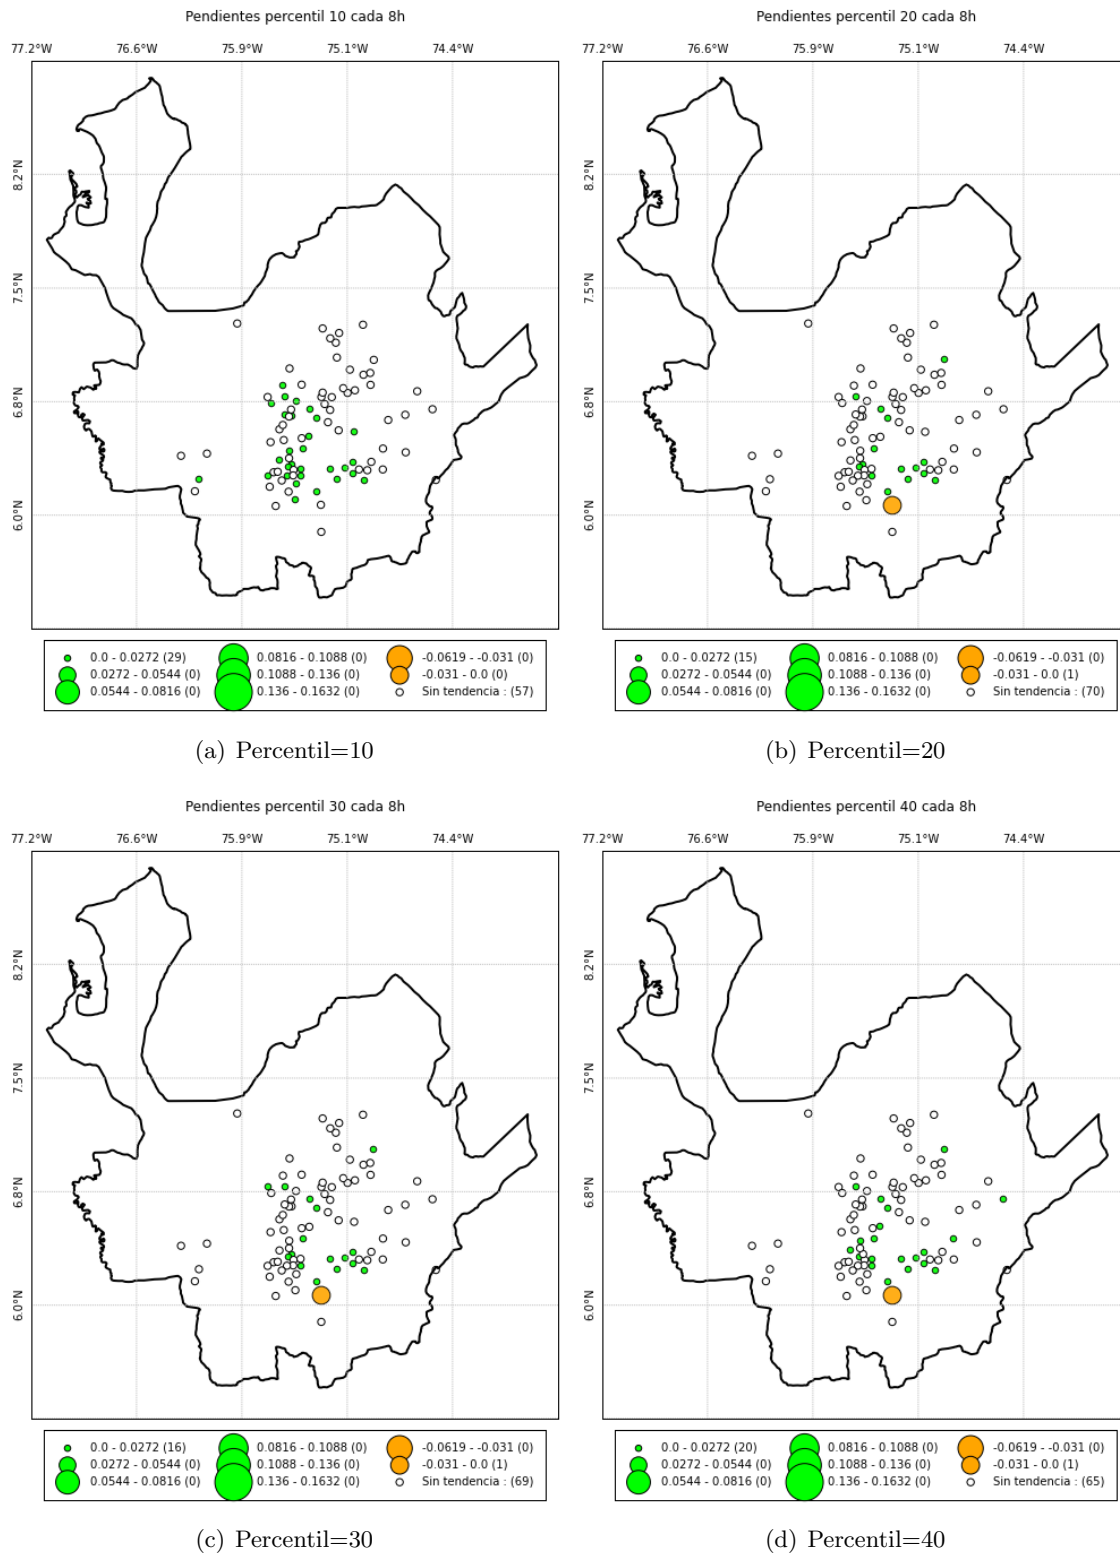 Pendientes percentil 10 cada 8h
77.2°W 76.6°W 75.9°W 75.1°W 74.4°W
8.2°N
7.5°N
6.8°N
6.0°N
0.0 - 0.0272 (29) 0.0816 - 0.1088 (0) -0.0619 - -0.031 (0)
0.0272 - 0.0544 (0) 0.1088 - 0.136 (0) -0.031 - 0.0 (0)
0.0544 - 0.0816 (0) 0.136 - 0.1632 (0) Sin tendencia : (57)
(a) Percentil=10
Pendientes percentil 20 cada 8h
77.2°W 76.6°W 75.9°W 75.1°W 74.4°W
8.2°N
7.5°N
6.8°N
6.0°N
0.0 - 0.0272 (15) 0.0816 - 0.1088 (0) -0.0619 - -0.031 (0)
0.0272 - 0.0544 (0) 0.1088 - 0.136 (0) -0.031 - 0.0 (1)
0.0544 - 0.0816 (0) 0.136 - 0.1632 (0) Sin tendencia : (70)
(b) Percentil=20
Pendientes percentil 30 cada 8h
77.2°W 76.6°W 75.9°W 75.1°W 74.4°W
8.2°N
7.5°N
6.8°N
6.0°N
0.0 - 0.0272 (16) 0.0816 - 0.1088 (0) -0.0619 - -0.031 (0)
0.0272 - 0.0544 (0) 0.1088 - 0.136 (0) -0.031 - 0.0 (1)
0.0544 - 0.0816 (0) 0.136 - 0.1632 (0) Sin tendencia : (69)
(c) Percentil=30
Pendientes percentil 40 cada 8h
77.2°W 76.6°W 75.9°W 75.1°W 74.4°W
8.2°N
7.5°N
6.8°N
6.0°N
0.0 - 0.0272 (20) 0.0816 - 0.1088 (0) -0.0619 - -0.031 (0)
0.0272 - 0.0544 (0) 0.1088 - 0.136 (0) -0.031 - 0.0 (1)
0.0544 - 0.0816 (0) 0.136 - 0.1632 (0) Sin tendencia : (65)
(d) Percentil=40